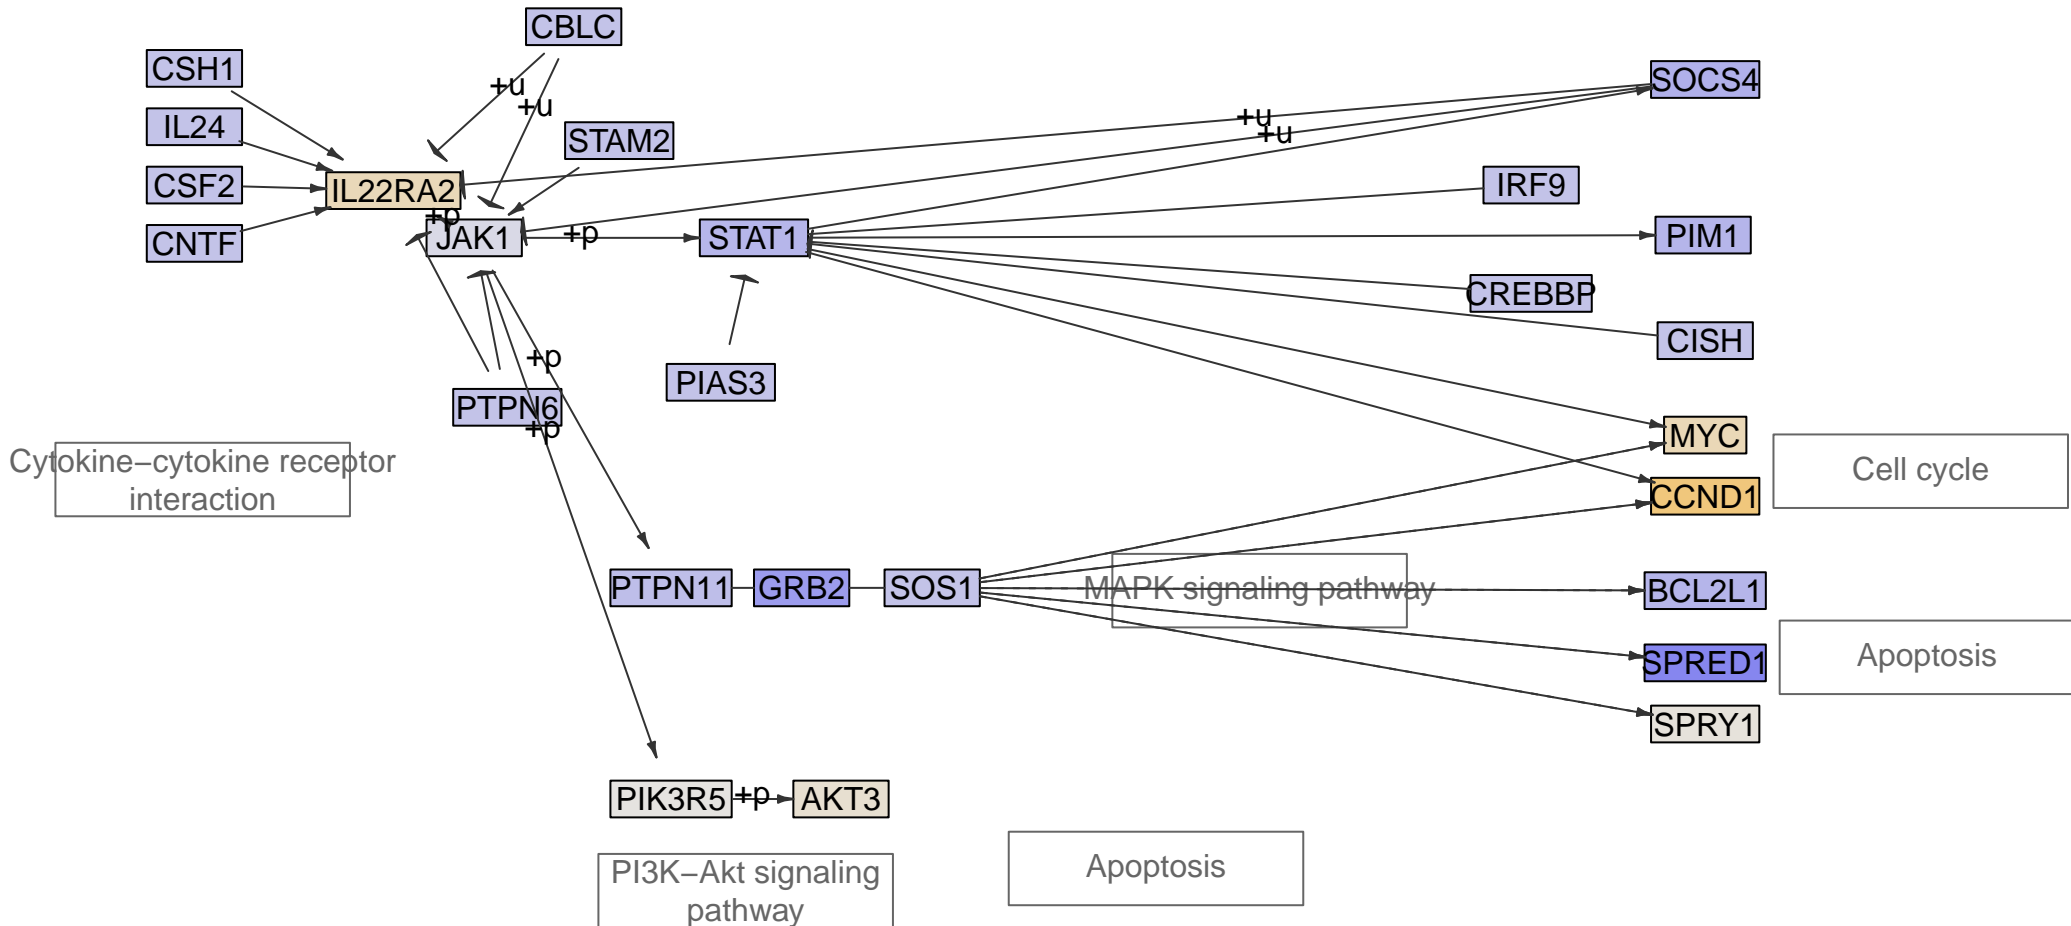 CBLC
CSH1
+u
SOCS4
+u
+u
IL24
+u
STAM2
CSF2
IL22RA2
IRF9
+p
CNTF
JAK1
+p
STAT1
PIM1
CREBBP
CISH
+p
PIAS3
PTPN6
+p
MYC
Cytokine−cytokine receptor
interaction
Cell cycle
CCND1
PTPN11
GRB2
SOS1
MAPK signaling pathway
BCL2L1
SPRED1
Apoptosis
SPRY1
PIK3R5
+p
AKT3
Apoptosis
PI3K−Akt signaling
pathway